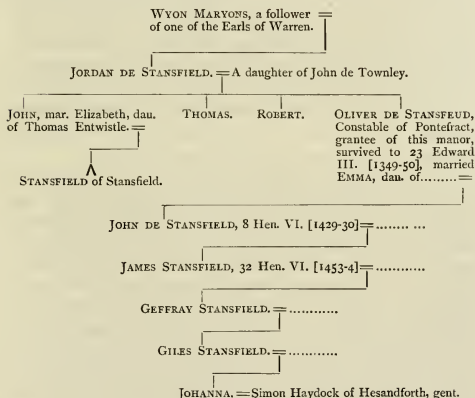 WYON MARYONS, a follower =
of one of the Earls of Warren.
JORDAN DE STANSFIELD. = A daughter of John de Townley.
JOHN, mar. Elizabeth, dau.
of Thomas Entwistle. =
STANSFIELD of Stansfield.
THOMAS.
ROBERT.
OLIVER DE STANSFEUD,
Constable of Pontefract,
grantee of this manor,
survived to 23 Edward
III. [1349-50], married
EMMA, dau. of......... =
JOHN DE STANSFIELD, 8 Hen. VI. [1429-30] = ........ ...
JAMES STANSFIELD, 32 Hen. VI. [1453-4] = ............
GEFFRAY STANSFIELD. = ............
GILES STANSFIELD. = ............
JOHANNA. = Simon Haydock of Hesandforth, gent.